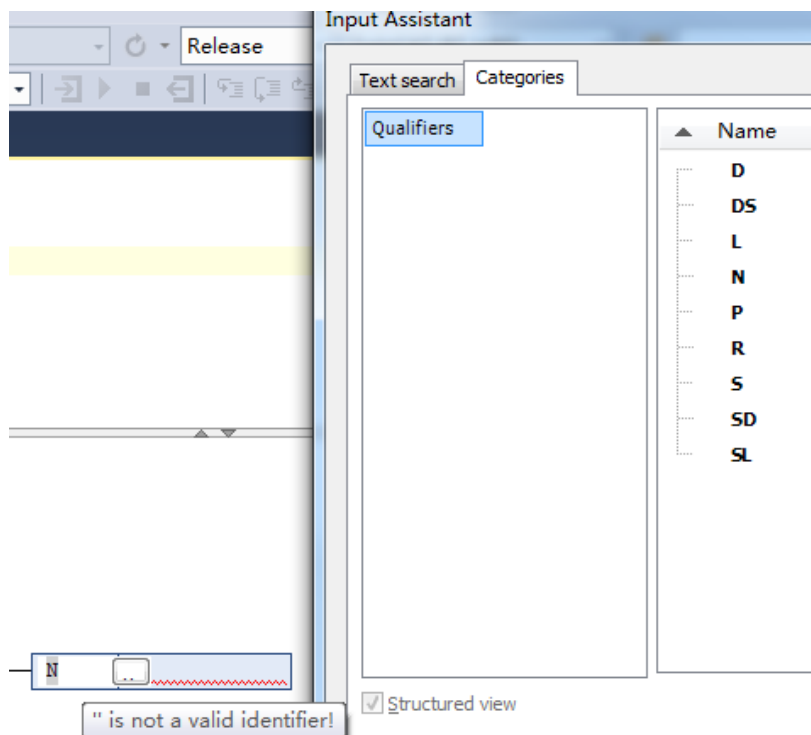 Input Assistant
Release
Text search
Categories
Qualifiers
Name
D
DS
L
N
P
R
S
SD
SL
N
..
'' is not a valid identifier!
Structured view